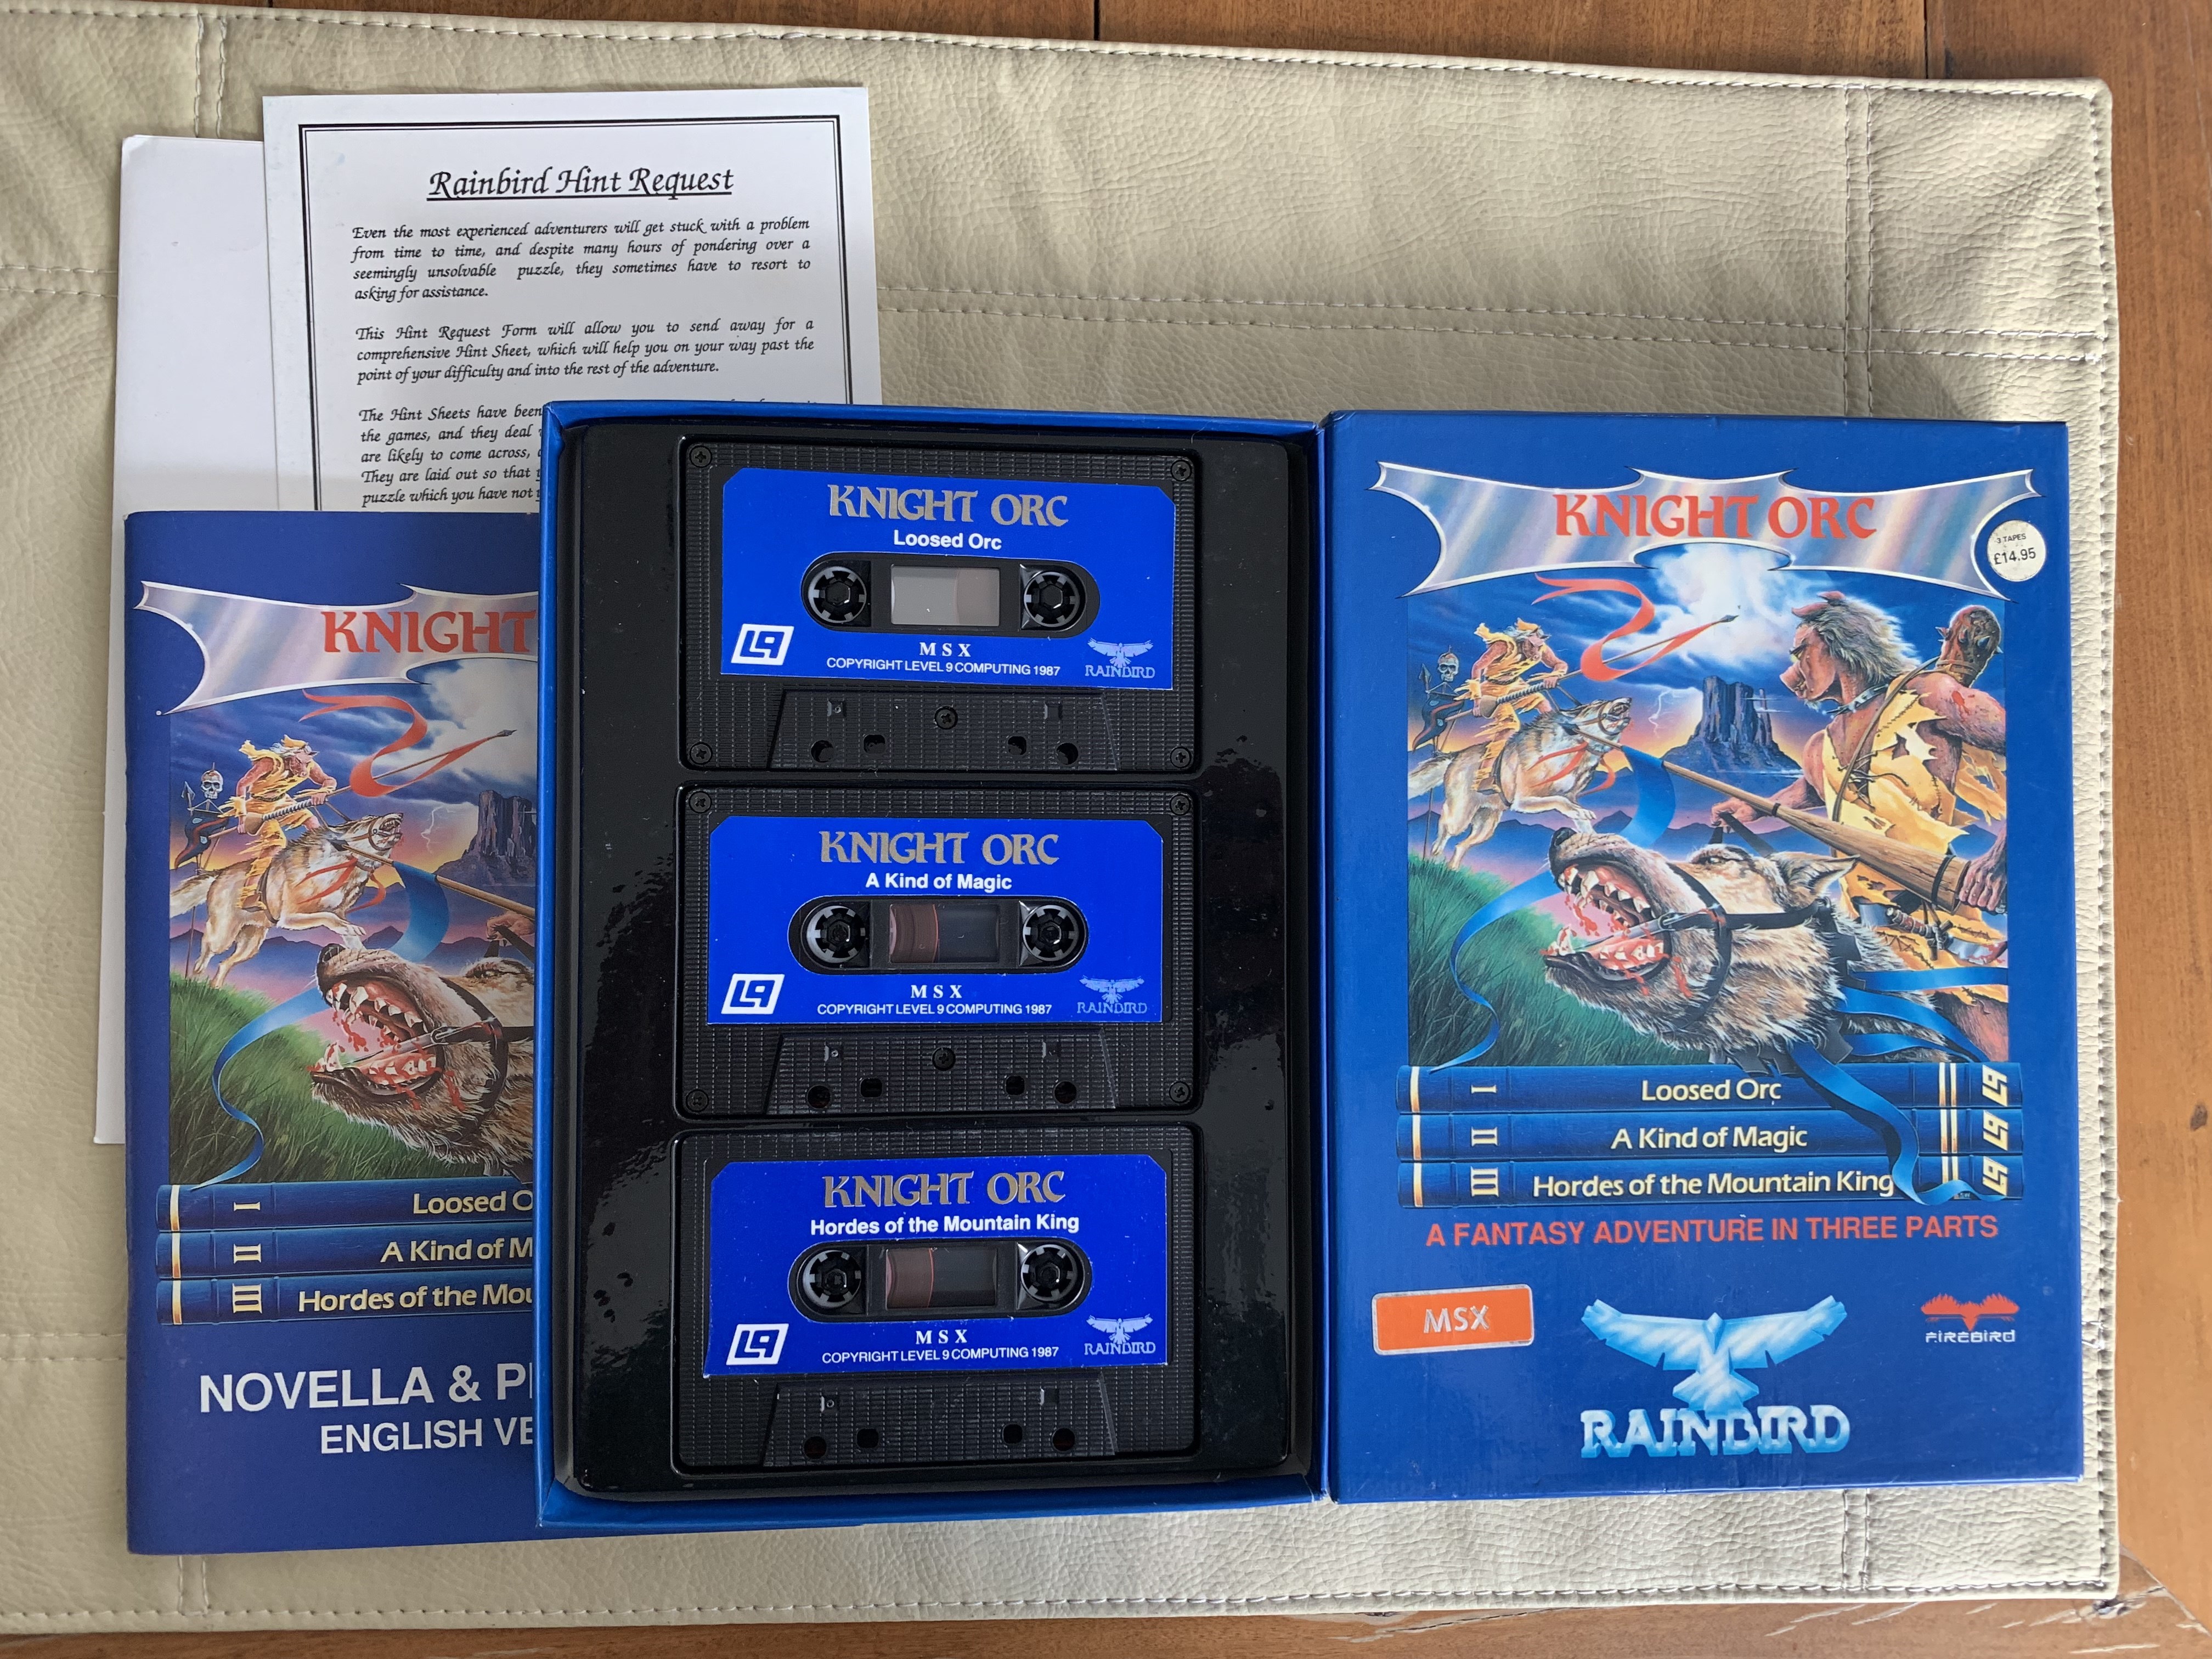 Rainbird Hint Request
Even the most experienced adventurers will get stuck with a problem
from time to time, and despite many hours of pondering over a
seemingly unsolvable puzzle, they sometimes have to resort to
asking for assistance.
This Hint Request Form will allow you to send away for a
comprehensive Hint Sheet, which will help you on your way past the
point of your difficulty and into the rest of the adventure.
The Hint Sheets have been
the games, and they deal
are likely to come across,
They are laid out so that
puzzle which you have not
KNIGHT
I Loosed O
II A Kind of M
III Hordes of the Mou
NOVELLA & P
ENGLISH VE
KNIGHT ORC
Loosed Orc
L9
MSX
COPYRIGHT LEVEL 9 COMPUTING 1987
RAINBIRD
KNIGHT ORC
A Kind of Magic
L9
MSX
COPYRIGHT LEVEL 9 COMPUTING 1987
RAINBIRD
KNIGHT ORC
Hordes of the Mountain King
L9
MSX
COPYRIGHT LEVEL 9 COMPUTING 1987
RAINBIRD
KNIGHT ORC
3 TAPES
£14.95
I Loosed Orc L9
II A Kind of Magic L9
III Hordes of the Mountain King L9
A FANTASY ADVENTURE IN THREE PARTS
MSX
FIREBIRD
RAINBIRD